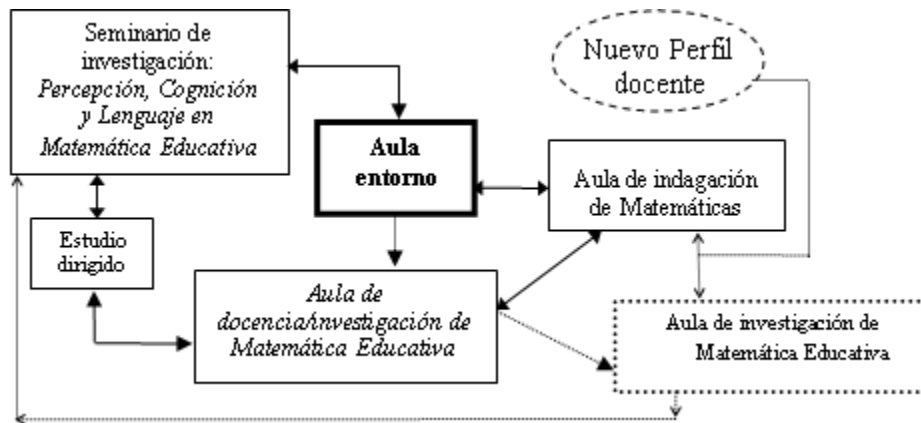 Seminario de
investigación:
Percepción, Cognición
y Lenguaje en
Matemática Educativa
Nuevo Perfil
docente
Aula
entorno
Aula de indagación
de Matemáticas
Estudio
dirigido
Aula de
docencia/investigación de
Matemática Educativa
Aula de investigación de
Matemática Educativa